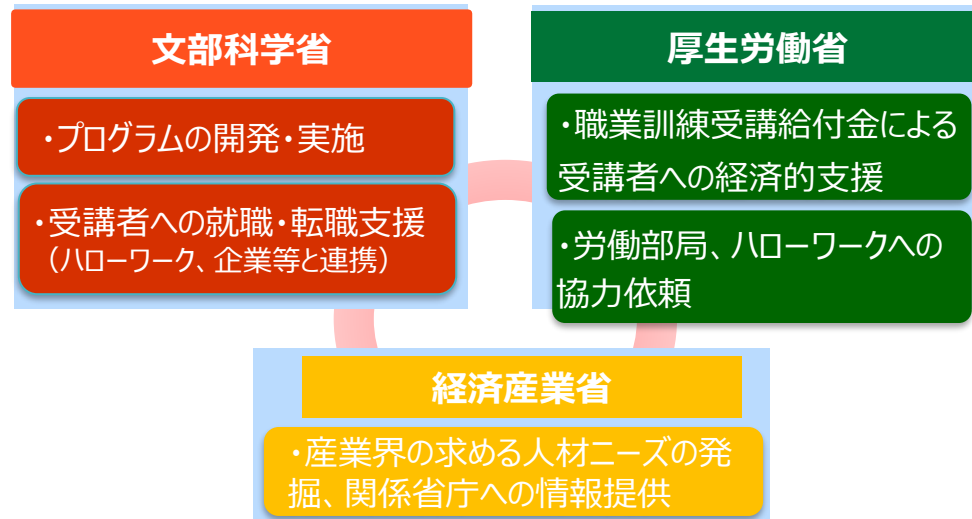 文部科学省
・プログラムの開発・実施
・受講者への就職・転職支援
（ハローワーク、企業等と連携）
厚生労働省
・職業訓練受講給付金による
受講者への経済的支援
・労働部局、ハローワークへの
協力依頼
経済産業省
・産業界の求める人材ニーズの発
掘、関係省庁への情報提供